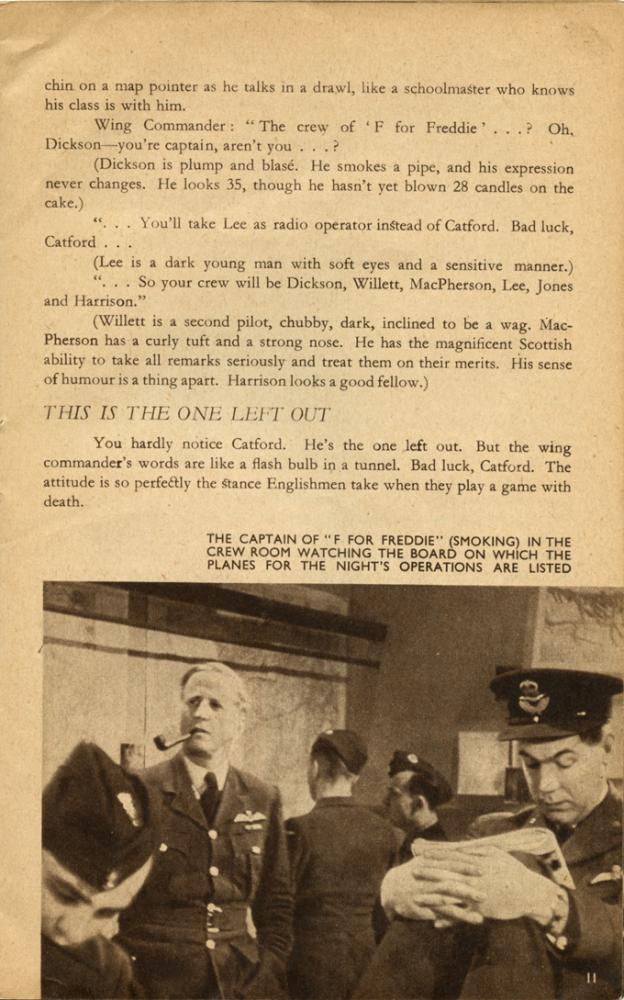 chin on a map pointer as he talks in a drawl, like a schoolmaster who knows
his class is with him.
Wing Commander: “The crew of ‘F for Freddie’ . . .? Oh,
Dickson—you’re captain, aren’t you . . .?
(Dickson is plump and blasé. He smokes a pipe, and his expression
never changes. He looks 35, though he hasn’t yet blown 28 candles on the
cake.)
“. . . You’ll take Lee as radio operator instead of Catford. Bad luck,
Catford . . .
(Lee is a dark young man with soft eyes and a sensitive manner.)
“. . . So your crew will be Dickson, Willett, MacPherson, Lee, Jones
and Harrison.”
(Willett is a second pilot, chubby, dark, inclined to be a wag. Mac-
Pherson has a curly tuft and a strong nose. He has the magnificent Scottish
ability to take all remarks seriously and treat them on their merits. His sense
of humour is a thing apart. Harrison looks a good fellow.)
THIS IS THE ONE LEFT OUT
You hardly notice Catford. He’s the one left out. But the wing
commander’s words are like a flash bulb in a tunnel. Bad luck, Catford. The
attitude is so perfectly the stance Englishmen take when they play a game with
death.
THE CAPTAIN OF “F FOR FREDDIE” (SMOKING) IN THE
CREW ROOM WATCHING THE BOARD ON WHICH THE
PLANES FOR THE NIGHT’S OPERATIONS ARE LISTED
11